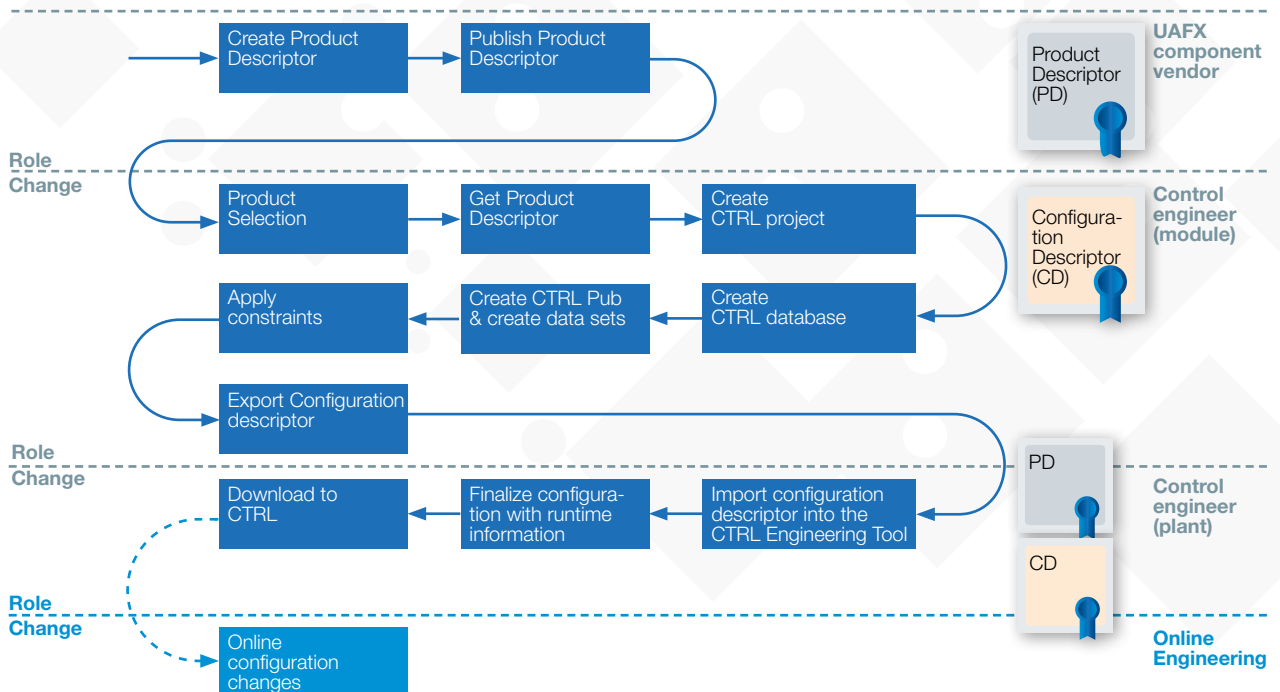 Create Product
Descriptor
Publish Product
Descriptor
Product
Descriptor
(PD)
UAFX
component
vendor
Role
Change
Product
Selection
Get Product
Descriptor
Create
CTRL project
Configura-
tion
Descriptor
(CD)
Control
engineer
(module)
Apply
constraints
Create CTRL Pub
& create data sets
Create
CTRL database
Export Configuration
descriptor
Role
Change
Download to
CTRL
Finalize configura-
tion with runtime
information
Import configuration
descriptor into the
CTRL Engineering Tool
PD
Control
engineer
(plant)
CD
Role
Change
Online
configuration
changes
Online
Engineering